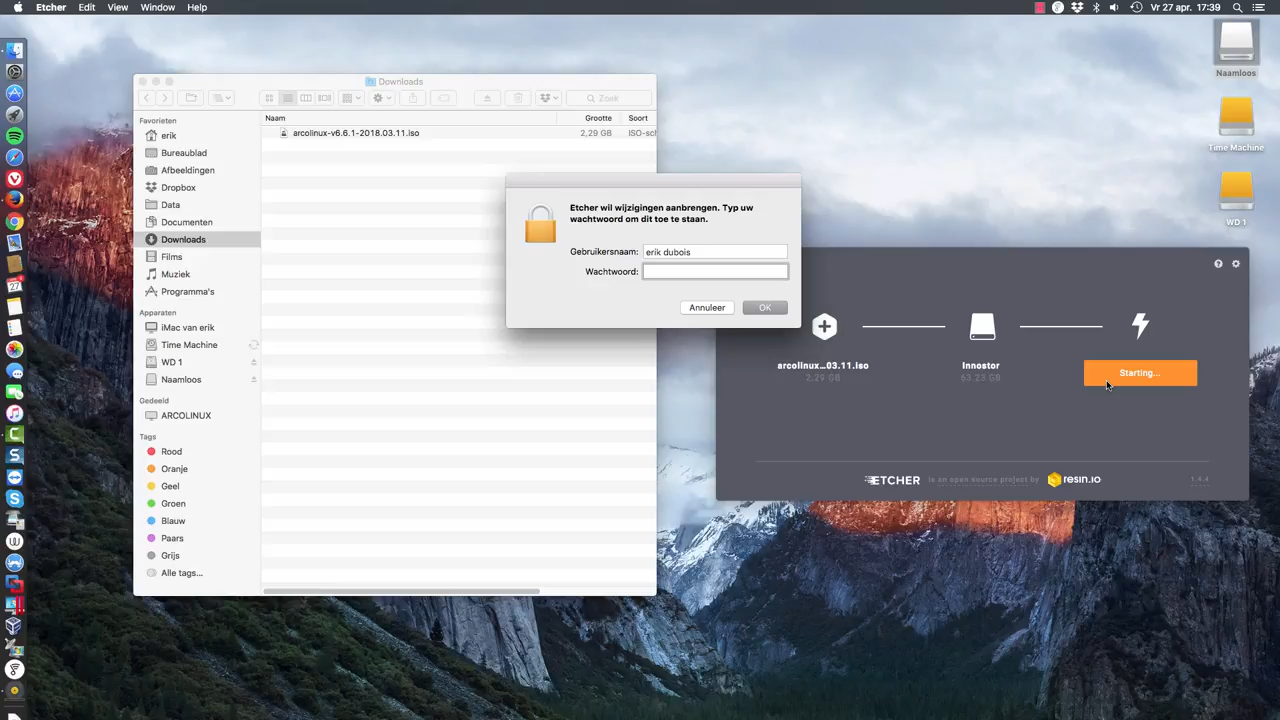 Etcher Edit View Window Help
Vr 27 apr. 17:39
Naamloos
Time Machine
WD 1
Downloads
Zoek
Favorieten
erik
Bureaublad
Afbeeldingen
Dropbox
Data
Documenten
Downloads
Films
Muziek
Programma's
Apparaten
iMac van erik
Time Machine
WD 1
Naamloos
Gedeeld
ARCOLINUX
Tags
Rood
Oranje
Geel
Groen
Blauw
Paars
Grijs
Alle tags...
Naam Grootte Soort
arcolinux-v6.6.1-2018.03.11.iso 2,29 GB ISO-sch
Etcher wil wijzigingen aanbrengen. Typ uw
wachtwoord om dit toe te staan.
Gebruikersnaam: erik dubois
Wachtwoord:
Annuleer OK
arcolinux...03.11.iso
2.29 GB
Innostor
63.23 GB
Starting...
ETCHER is an open source project by resin.io
1.4.4